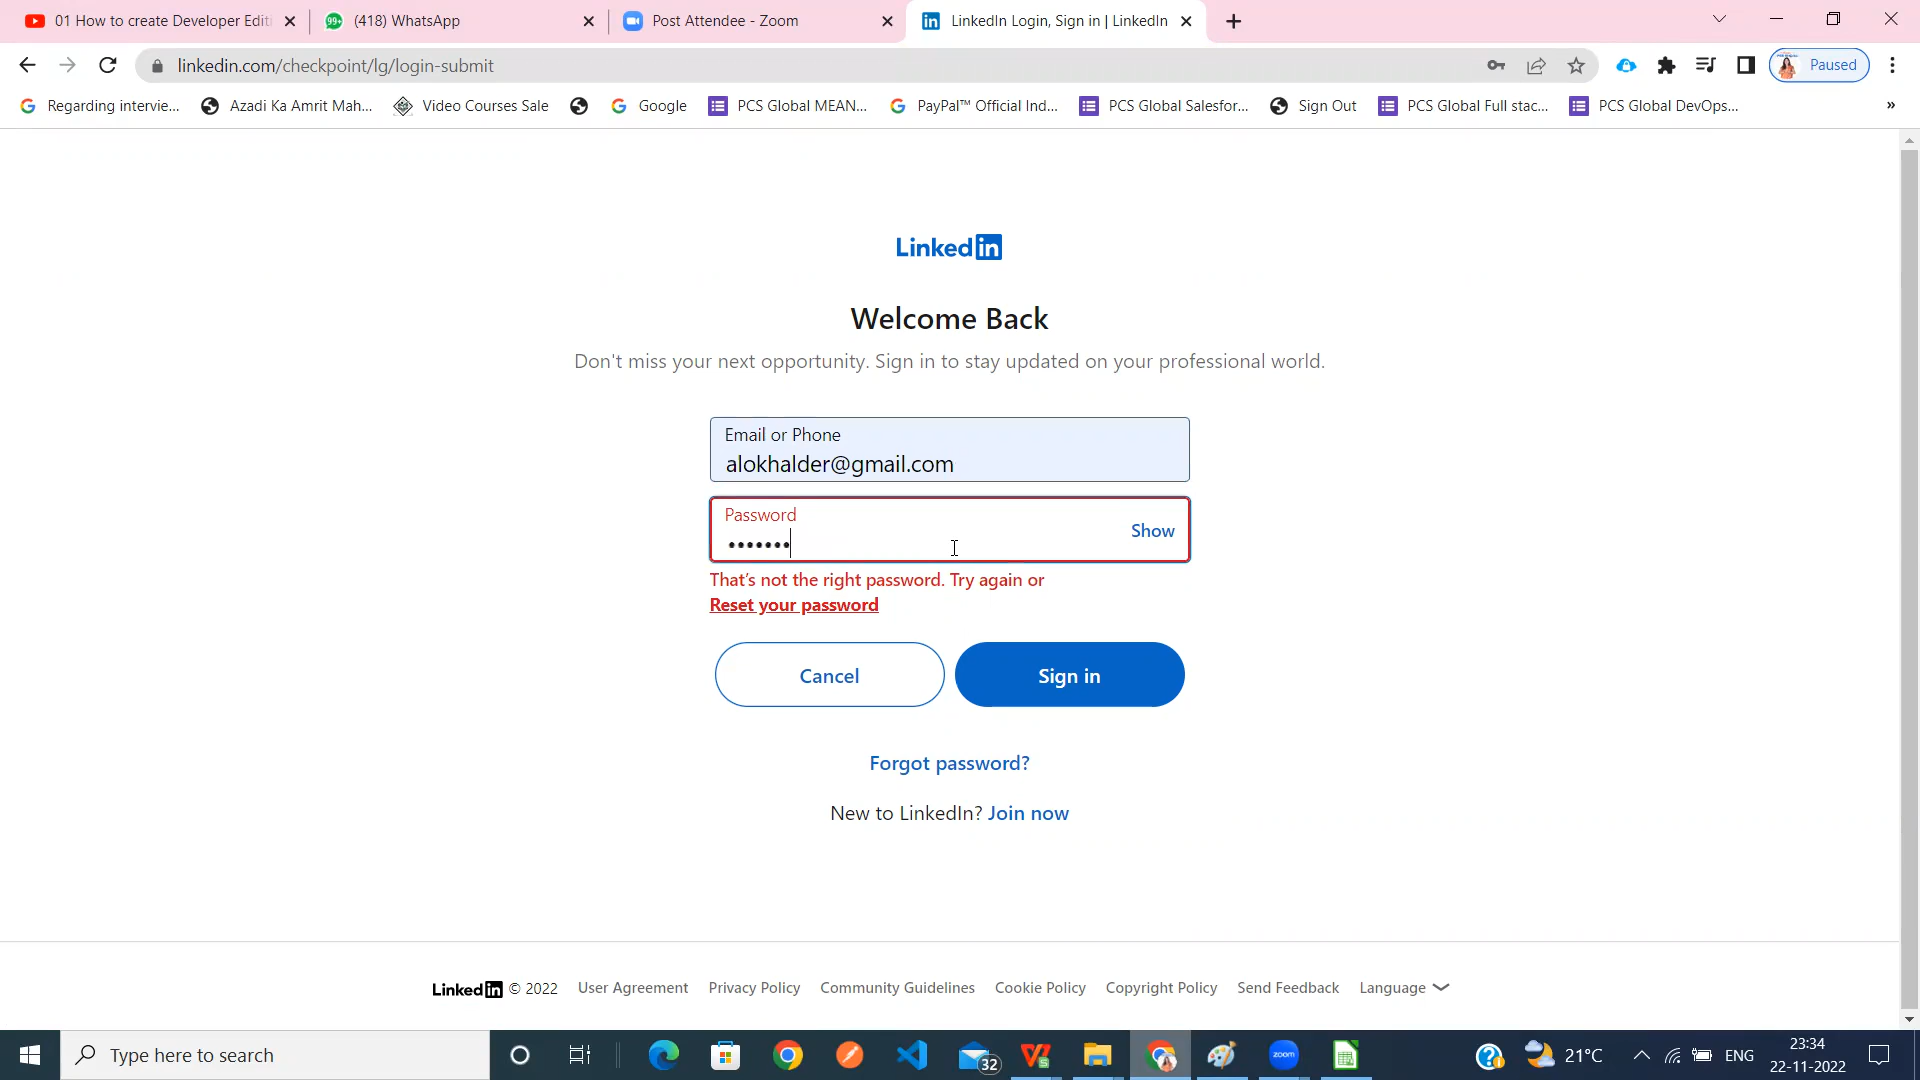 01 How to create Developer Editi
(418) WhatsApp
Post Attendee - Zoom
LinkedIn Login, Sign in | LinkedIn
linkedin.com/checkpoint/lg/login-submit
Paused
Regarding intervie...
Azadi Ka Amrit Mah...
Video Courses Sale
Google
PCS Global MEAN...
PayPal™ Official Ind...
PCS Global Salesfor...
Sign Out
PCS Global Full stac...
PCS Global DevOps...
»
Linked in
Welcome Back
Don't miss your next opportunity. Sign in to stay updated on your professional world.
Email or Phone
alokhalder@gmail.com
Password
•••••••
Show
That’s not the right password. Try again or
Reset your password
Cancel
Sign in
Forgot password?
New to LinkedIn? Join now
Linked in © 2022
User Agreement
Privacy Policy
Community Guidelines
Cookie Policy
Copyright Policy
Send Feedback
Language
Type here to search
32
zoom
21°C
ENG
23:34
22-11-2022